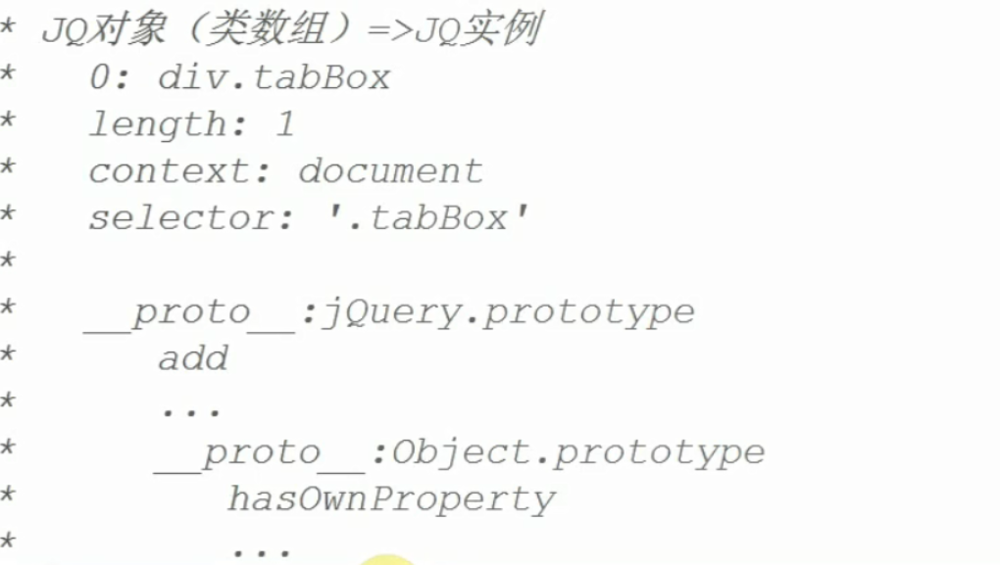 * JQ对象（类数组）=>JQ实例
*   0: div.tabBox
*   length: 1
*   context: document
*   selector: '.tabBox'
*
*   __proto__:jQuery.prototype
*      add
*      ...
*      __proto__:Object.prototype
*         hasOwnProperty
*         ...